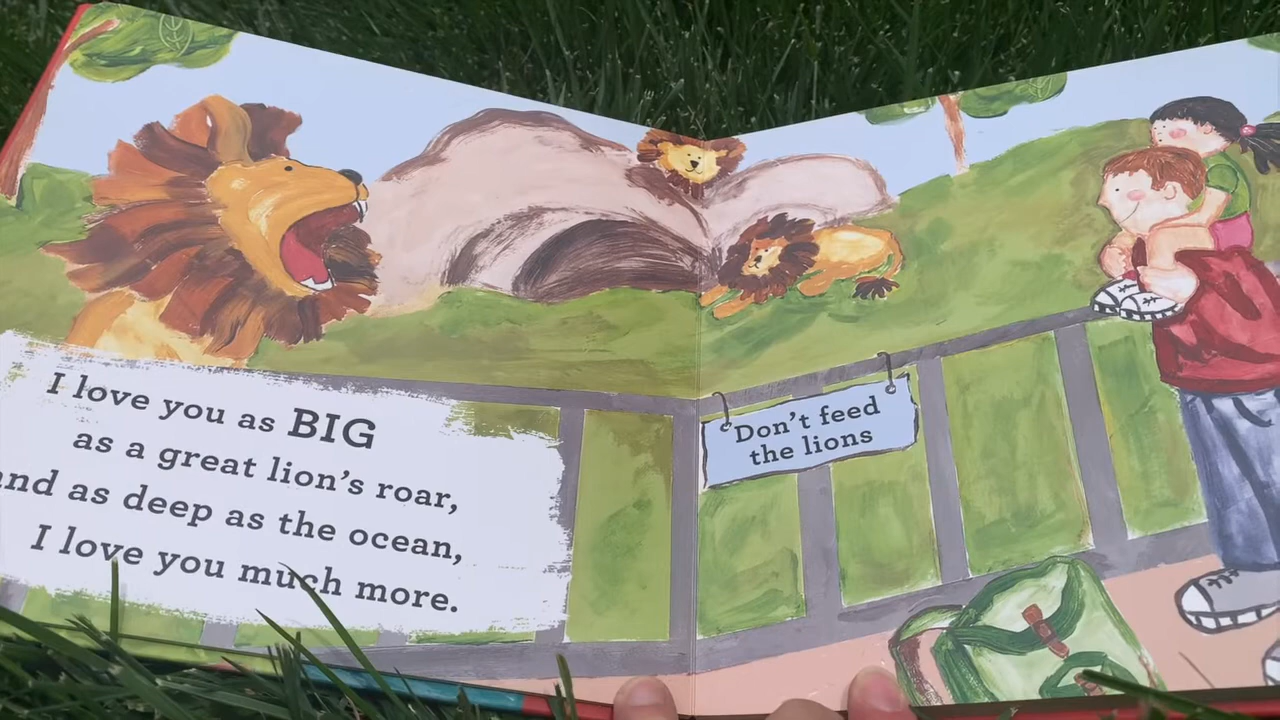 I love you as BIG
as a great lion's roar,
and as deep as the ocean,
I love you much more.
Don't feed
the lions